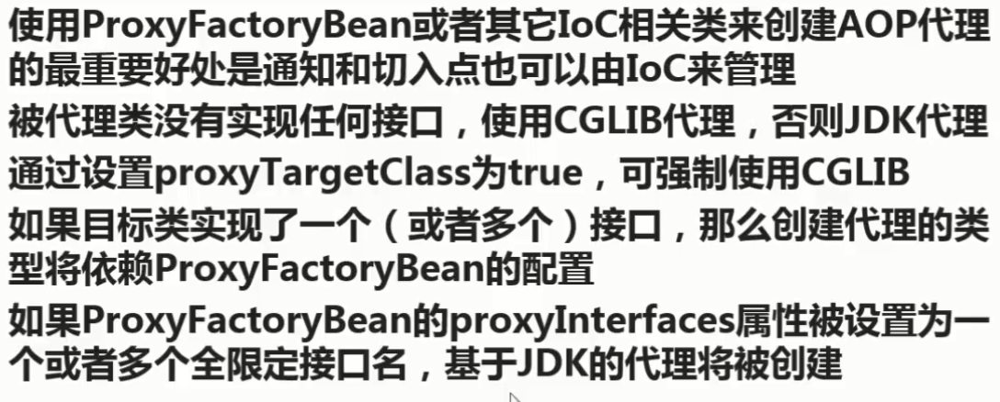 使用ProxyFactoryBean或者其它IoC相关类来创建AOP代理
的最重要好处是通知和切入点也可以由IoC来管理
被代理类没有实现任何接口，使用CGLIB代理，否则JDK代理
通过设置proxyTargetClass为true，可强制使用CGLIB
如果目标类实现了一个（或者多个）接口，那么创建代理的类
型将依赖ProxyFactoryBean的配置
如果ProxyFactoryBean的proxyInterfaces属性被设置为一
个或者多个全限定接口名，基于JDK的代理将被创建